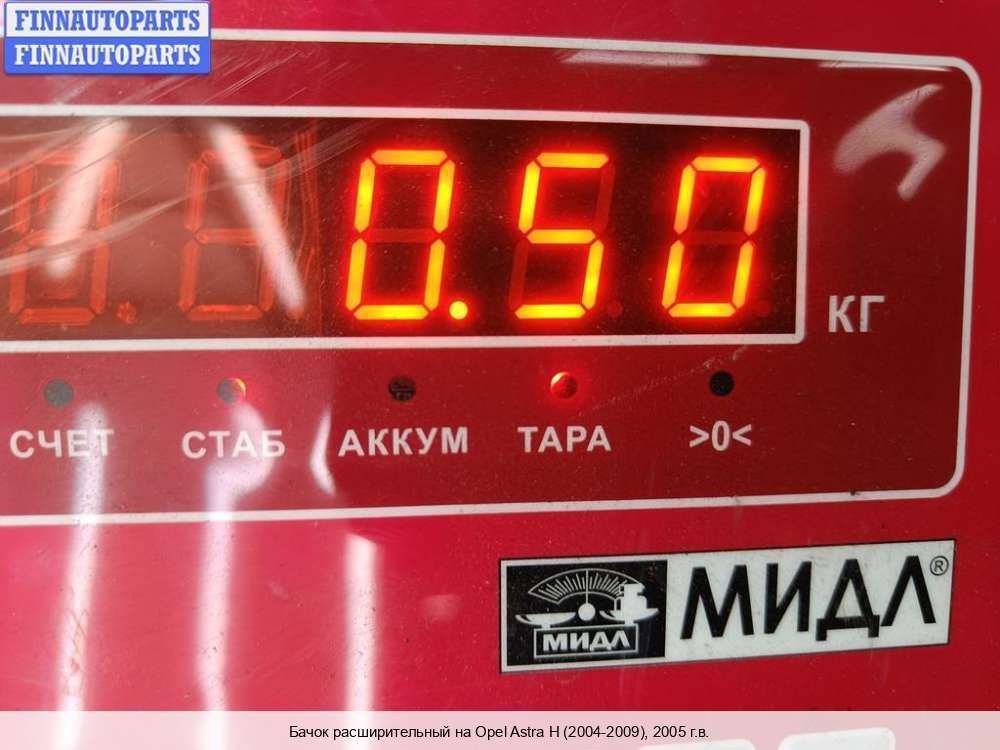 FINNAUTOPARTS
FINNAUTOPARTS
0.50
КГ
СЧЕТ СТАБ АККУМ ТАРА >0<
МИДЛ
МИДЛ®
Бачок расширительный на Opel Astra H (2004-2009), 2005 г.в.